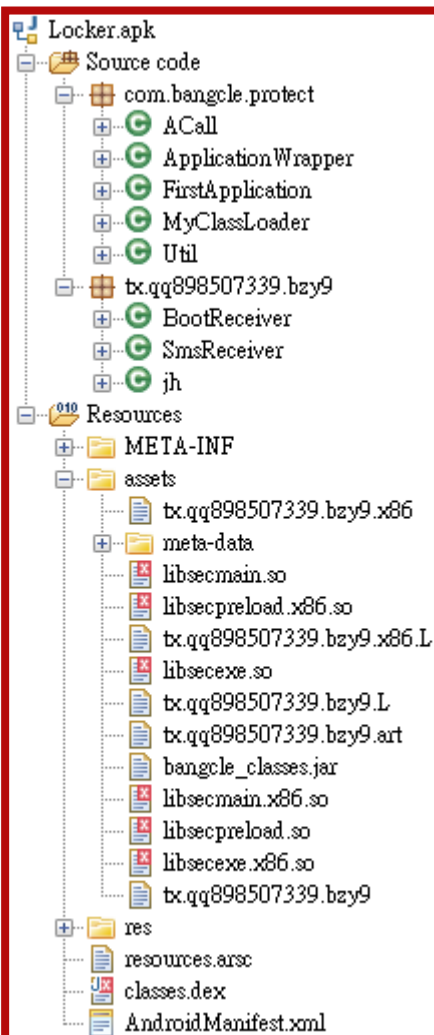 Locker.apk
Source code
com.bangcle.protect
ACall
ApplicationWrapper
FirstApplication
MyClassLoader
Util
tx.qq898507339.bzy9
BootReceiver
SmsReceiver
jh
Resources
META-INF
assets
tx.qq898507339.bzy9.x86
meta-data
libsecmain.so
libsecpreload.x86.so
tx.qq898507339.bzy9.x86.L
libsecexe.so
tx.qq898507339.bzy9.L
tx.qq898507339.bzy9.art
bangcle_classes.jar
libsecmain.x86.so
libsecpreload.so
libsecexe.x86.so
tx.qq898507339.bzy9
res
resources.arsc
classes.dex
AndroidManifest.xml